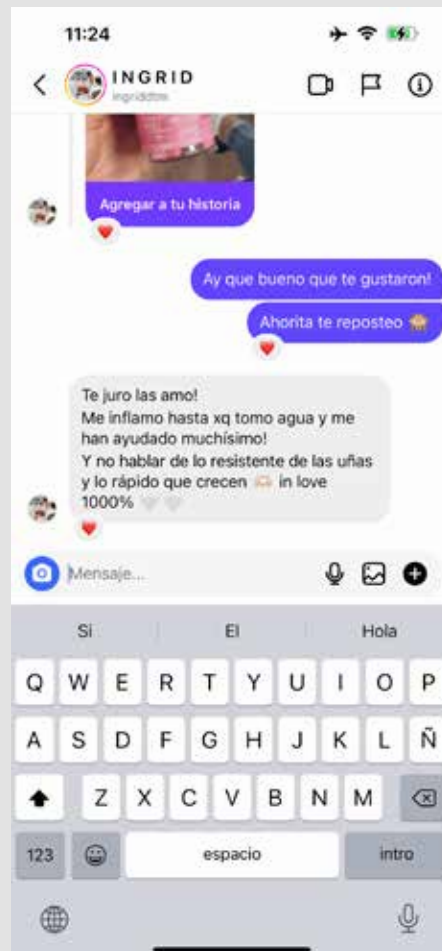 11:24
INGRID
Agregar a tu historia
Ay que bueno que te gustaron!
Ahorita te reposteo 🙈
Te juro las amo!
Me inflamo hasta xq tomo agua y me
han ayudado muchísimo!
Y no hablar de lo resistente de las uñas
y lo rápido que crecen 🫶🏻 in love
1000% 🤍 🤍
Mensaje...
Si El Hola
Q W E R T Y U I O P
A S D F G H J K L Ñ
Z X C V B N M
123 espacio intro